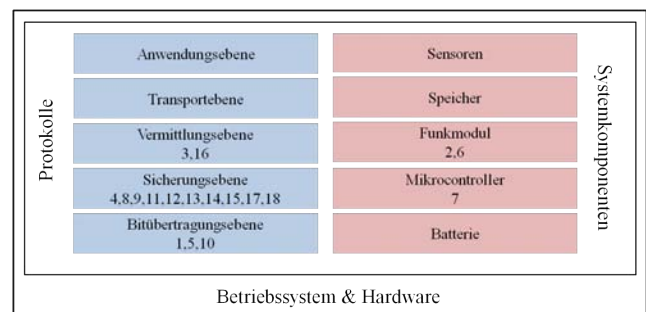 Protokolle
Anwendungsebene
Transportebene
Vermittlungsebene
3,16
Sicherungsebene
4,8,9,11,12,13,14,15,17,18
Bitübertragungsebene
1,5,10
Sensoren
Speicher
Funkmodul
2,6
Mikrocontroller
7
Batterie
Systemkomponenten
Betriebssystem & Hardware